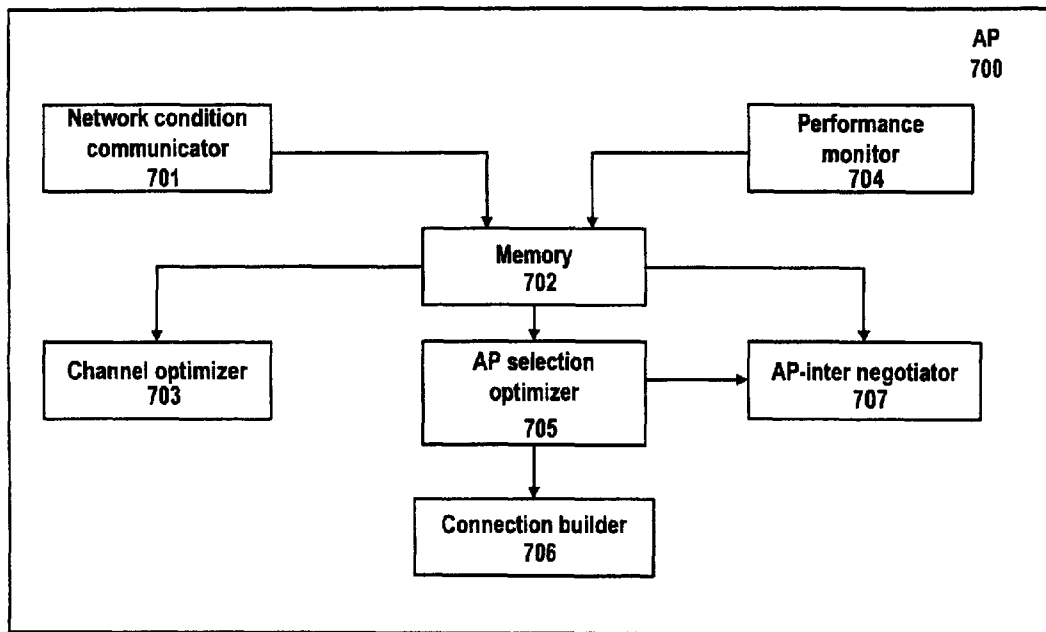 AP
700
Network condition
communicator
701
Performance
monitor
704
Memory
702
Channel optimizer
703
AP selection
optimizer
705
AP-inter negotiator
707
Connection builder
706